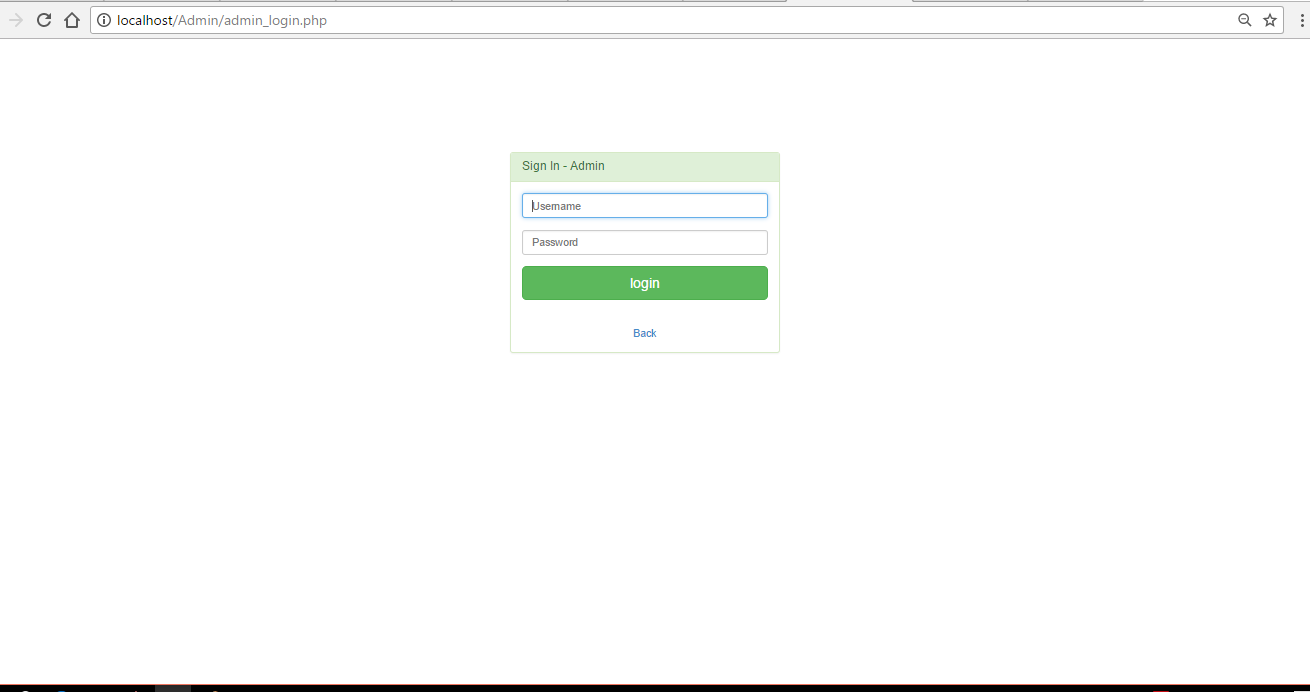 localhost/Admin/admin_login.php
Sign In - Admin
Username
Password
login
Back